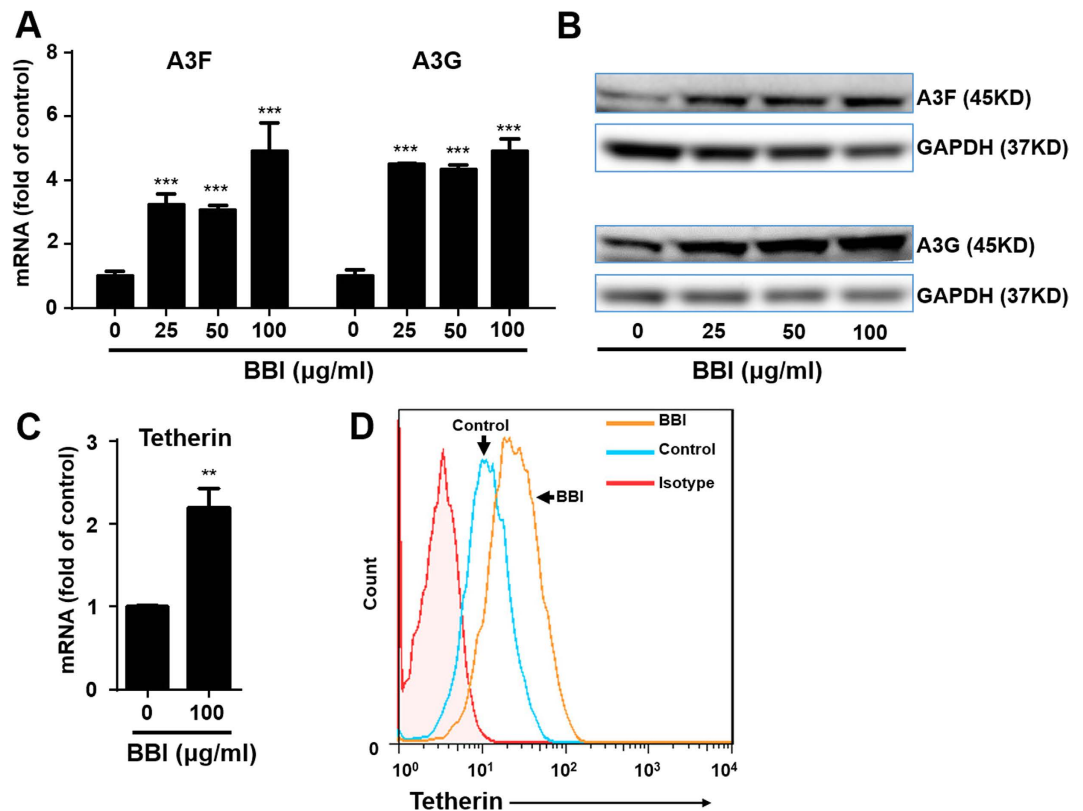 A
A3F A3G
8
6
4
2
0
mRNA (fold of control)
*** *** *** *** *** ***
0 25 50 100 0 25 50 100
BBI (µg/ml)
B
A3F (45KD)
GAPDH (37KD)
A3G (45KD)
GAPDH (37KD)
0 25 50 100
BBI (µg/ml)
C
Tetherin
3
2
1
0
mRNA (fold of control)
**
0 100
BBI (µg/ml)
D
Control
BBI
BBI
Control
Isotype
Count
0
10⁰ 10¹ 10² 10³ 10⁴
Tetherin